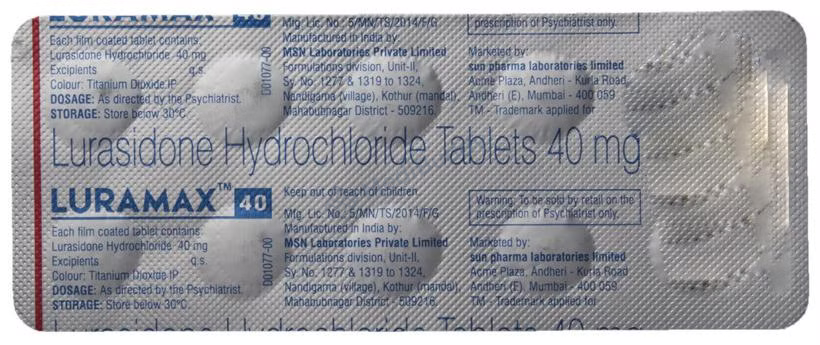 LURAMAX 40
Each film coated tablet contains:
Lurasidone Hydrochloride 40 mg
Excipients q.s.
Colour: Titanium Dioxide IP
DOSAGE: As directed by the Psychiatrist.
STORAGE: Store below 30°C.
D01077-00
Mfg. Lic. No.: 5/MN/TS/2014/F/G
Manufactured in India by:
MSN Laboratories Private Limited
Formulations division, Unit-II,
Sy. No. 1277 & 1319 to 1324,
Nandigama (village), Kothur (mandal),
Mahabubnagar District - 509216.
prescription of Psychiatrist only.
Marketed by:
sun pharma laboratories limited
Acme Plaza, Andheri - Kurla Road,
Andheri (E), Mumbai - 400 059
TM - Trademark applied for
Lurasidone Hydrochloride Tablets 40 mg
LURAMAX™ 40
Each film coated tablet contains:
Lurasidone Hydrochloride 40 mg
Excipients q.s.
Colour: Titanium Dioxide IP
DOSAGE: As directed by the Psychiatrist.
STORAGE: Store below 30°C.
D01077-00
Keep out of reach of children.
Mfg. Lic. No.: 5/MN/TS/2014/F/G
Manufactured in India by:
MSN Laboratories Private Limited
Formulations division, Unit-II,
Sy. No. 1277 & 1319 to 1324,
Nandigama (village), Kothur (mandal),
Mahabubnagar District - 509216.
Warning: To be sold by retail on the
prescription of Psychiatrist only.
Marketed by:
sun pharma laboratories limited
Acme Plaza, Andheri - Kurla Road
Andheri (E), Mumbai - 400 059
TM - Trademark applied for
Lurasidone Hydrochloride Tablets 40 mg